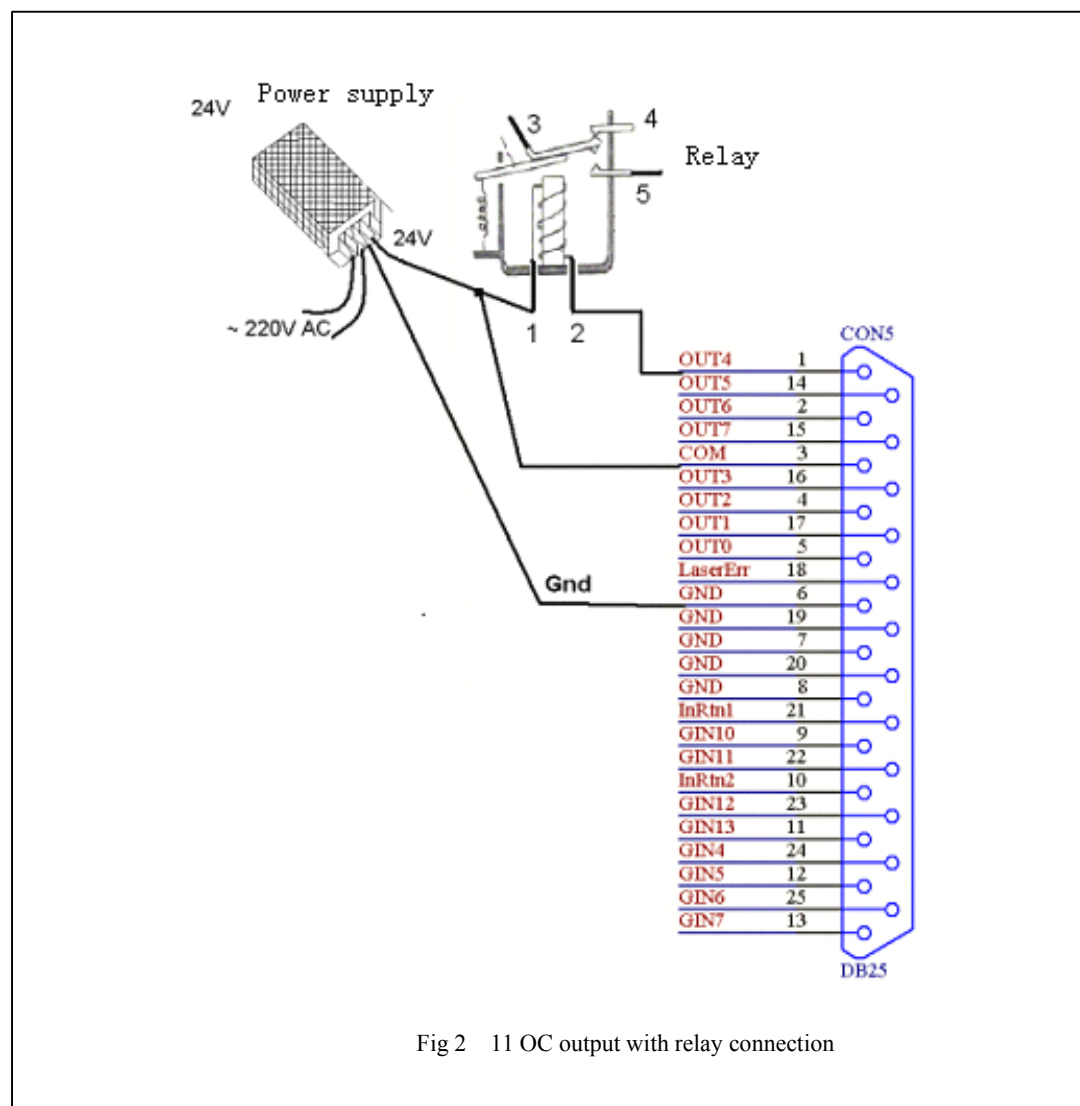 24V Power supply
3
4
Relay
5
24V
~ 220V AC
1 2
CON5
OUT4 1
OUT5 14
OUT6 2
OUT7 15
COM 3
OUT3 16
OUT2 4
OUT1 17
OUT0 5
LaserErr 18
Gnd
GND 6
GND 19
GND 7
GND 20
GND 8
InRtn1 21
GIN10 9
GIN11 22
InRtn2 10
GIN12 23
GIN13 11
GIN4 24
GIN5 12
GIN6 25
GIN7 13
DB25
Fig 2 11 OC output with relay connection